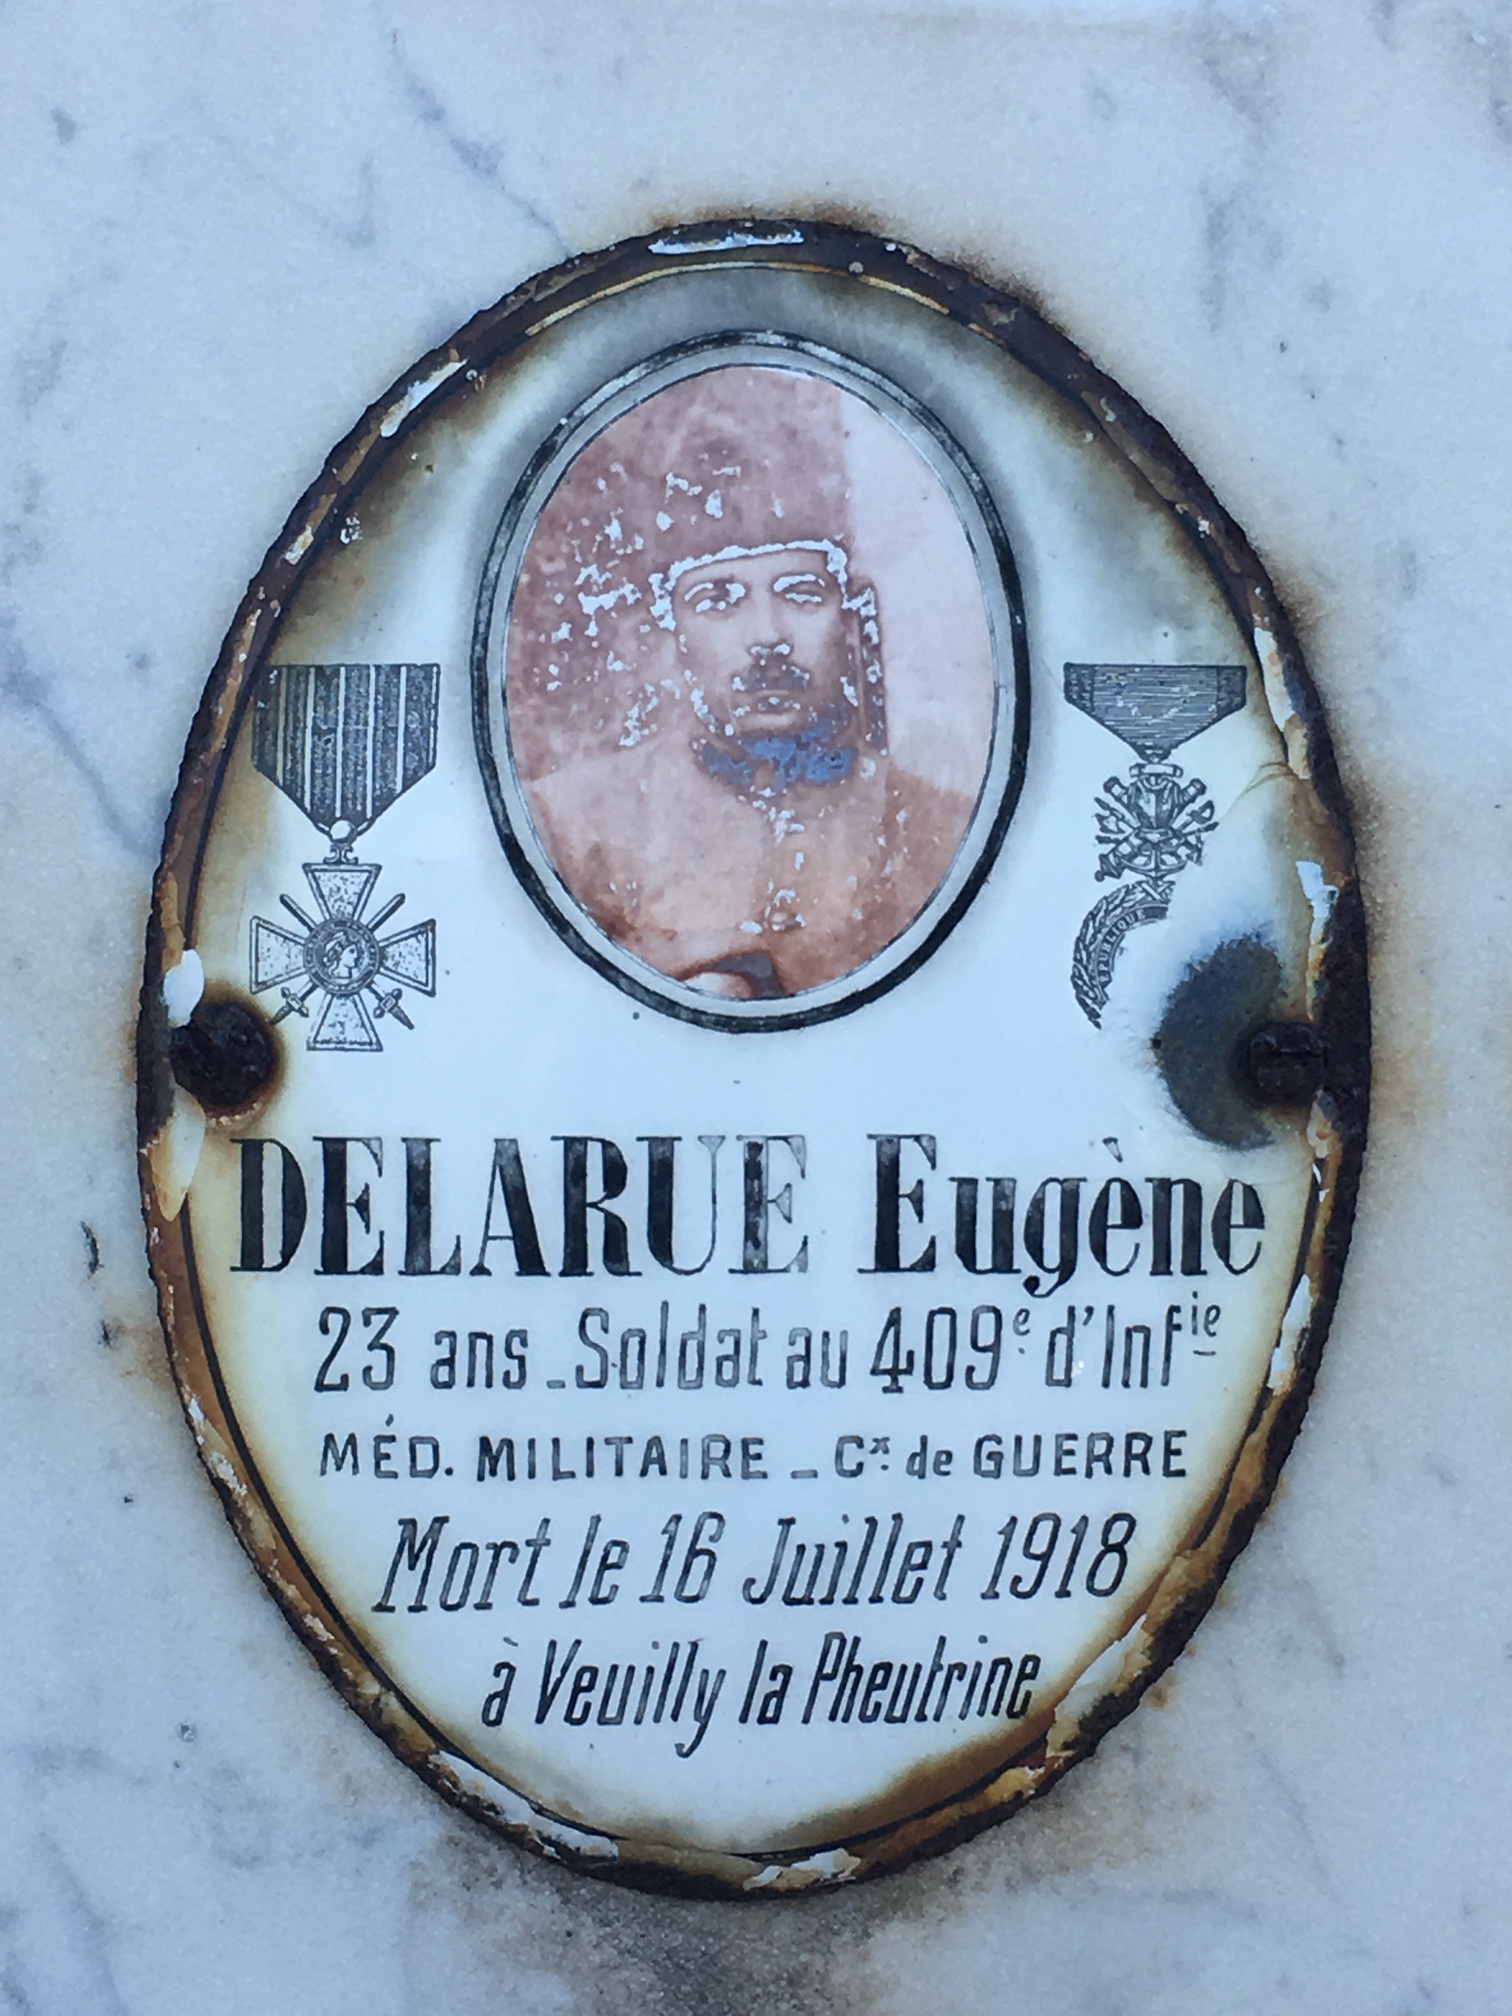 RÉPUBLIQUE
DELARUE Eugène
23 ans _ Soldat au 409e d'Infie
MÉD. MILITAIRE _ Cx de GUERRE
Mort le 16 Juillet 1918
à Veuilly la Pheutrine